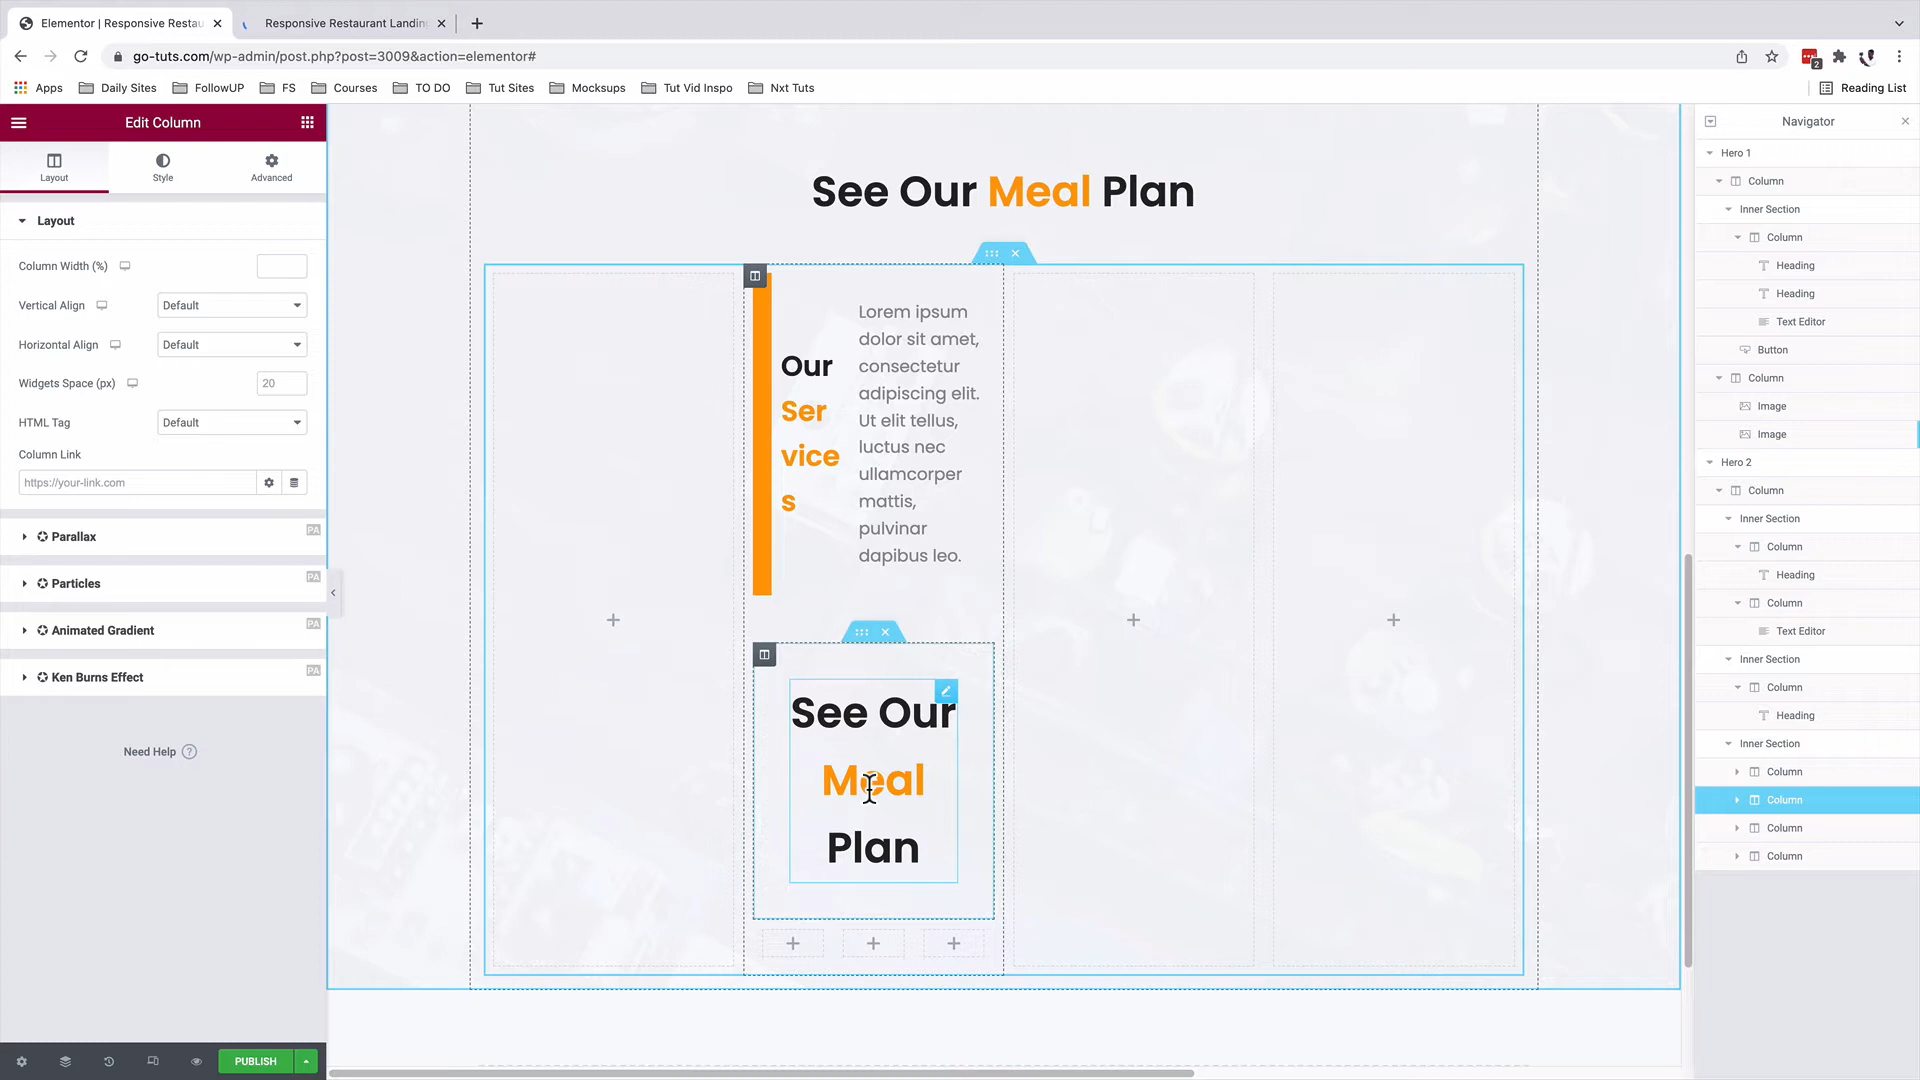 Elementor | Responsive Restau
Responsive Restaurant Landin
go-tuts.com/wp-admin/post.php?post=3009&action=elementor#
2
Apps
Daily Sites
FollowUP
FS
Courses
TO DO
Tut Sites
Mocksups
Tut Vid Inspo
Nxt Tuts
Reading List
Edit Column
Layout
Style
Advanced
Layout
Column Width (%)
Vertical Align
Default
Horizontal Align
Default
Widgets Space (px)
20
HTML Tag
Default
Column Link
https://your-link.com
Parallax
PA
Particles
PA
Animated Gradient
PA
Ken Burns Effect
PA
Need Help
PUBLISH
See Our Meal Plan
Our
Ser
vice
s
Lorem ipsum
dolor sit amet,
consectetur
adipiscing elit.
Ut elit tellus,
luctus nec
ullamcorper
mattis,
pulvinar
dapibus leo.
See Our
Meal
Plan
Navigator
Hero 1
Column
Inner Section
Column
Heading
Heading
Text Editor
Button
Column
Image
Image
Hero 2
Column
Inner Section
Column
Heading
Column
Text Editor
Inner Section
Column
Heading
Inner Section
Column
Column
Column
Column